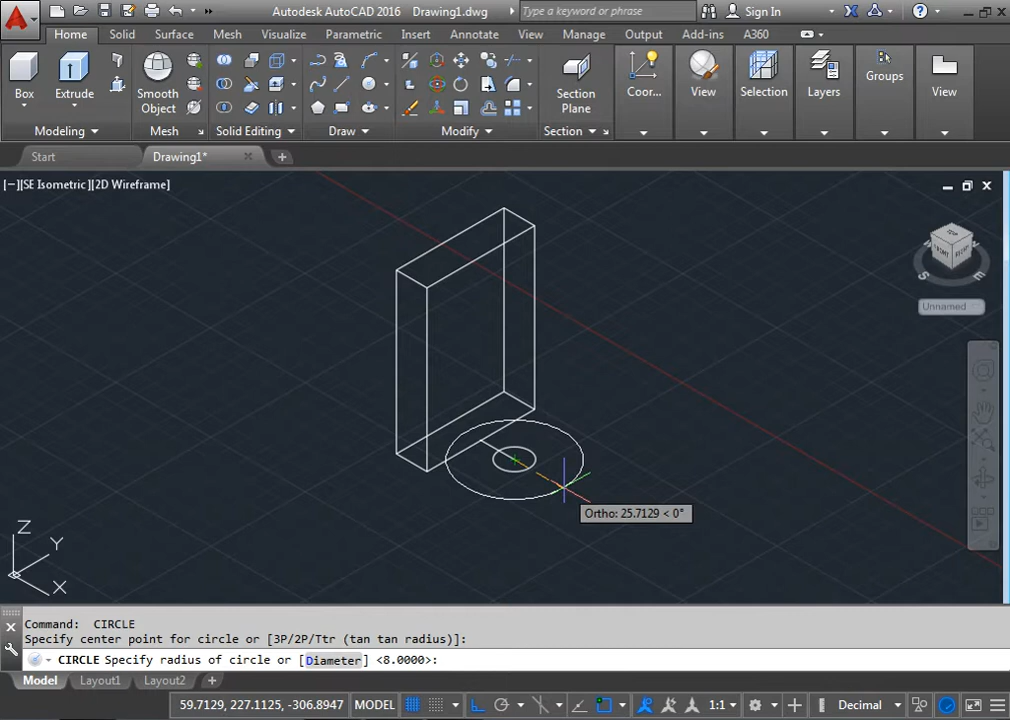 Autodesk AutoCAD 2016 Drawing1.dwg
Type a keyword or phrase
Sign In
Home Solid Surface Mesh Visualize Parametric Insert Annotate View Manage Output Add-ins A360
Box Extrude Smooth Object Section Plane Coor... View Selection Layers Groups View
Modeling Mesh Solid Editing Draw Modify Section
Start Drawing1*
[−][SE Isometric][2D Wireframe]
TOP
FRONT RIGHT
S E
Unnamed
Ortho: 25.7129 < 0°
Z
Y
X
Command: CIRCLE
Specify center point for circle or [3P/2P/Ttr (tan tan radius)]:
CIRCLE Specify radius of circle or [Diameter] <8.0000>:
Model Layout1 Layout2
59.7129, 227.1125, -306.8947 MODEL 1:1 Decimal